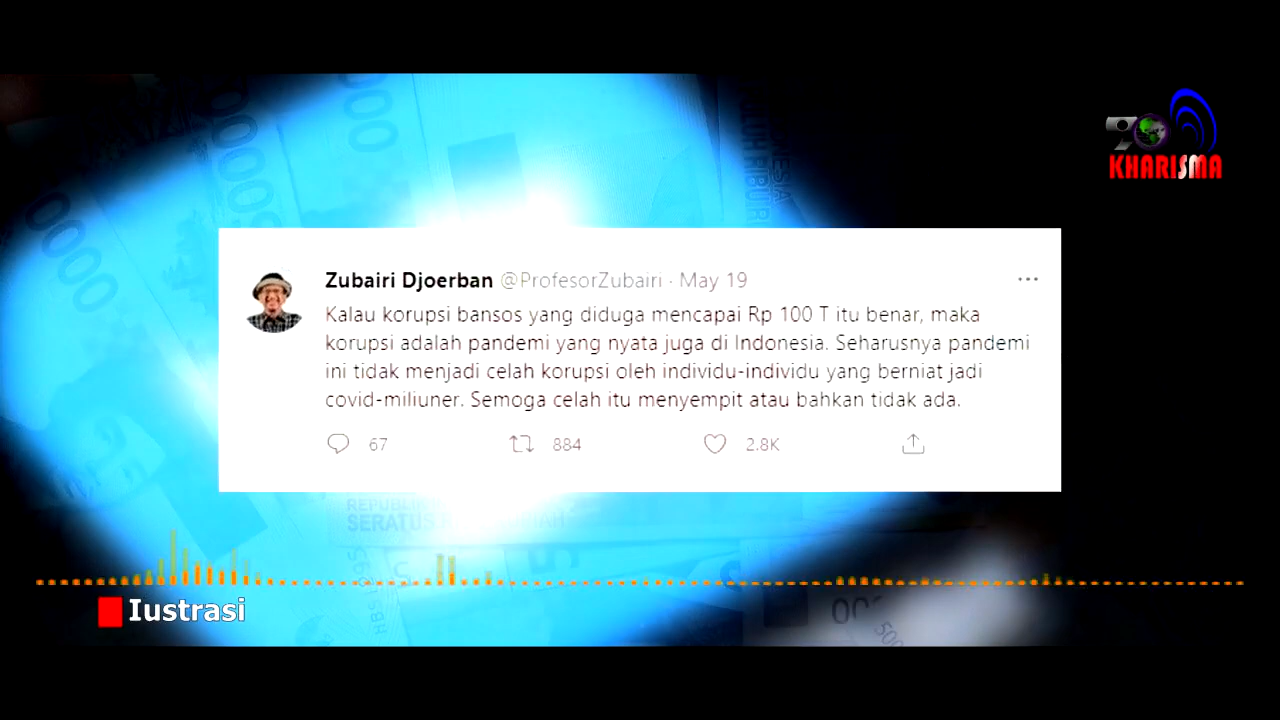 KHARISMA
Zubairi Djoerban @ProfesorZubairi · May 19
Kalau korupsi bansos yang diduga mencapai Rp 100 T itu benar, maka
korupsi adalah pandemi yang nyata juga di Indonesia. Seharusnya pandemi
ini tidak menjadi celah korupsi oleh individu-individu yang berniat jadi
covid-miliuner. Semoga celah itu menyempit atau bahkan tidak ada.
67 884 2.8K
SERATUS
Iustrasi